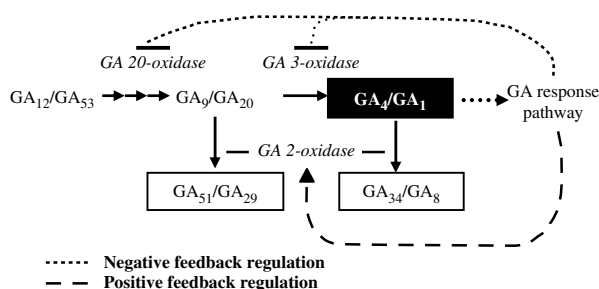 GA 20-oxidase
GA 3-oxidase
GA₁₂/GA₅₃
GA₉/GA₂₀
GA₄/GA₁
GA response
pathway
GA 2-oxidase
GA₅₁/GA₂₉
GA₃₄/GA₈
Negative feedback regulation
Positive feedback regulation